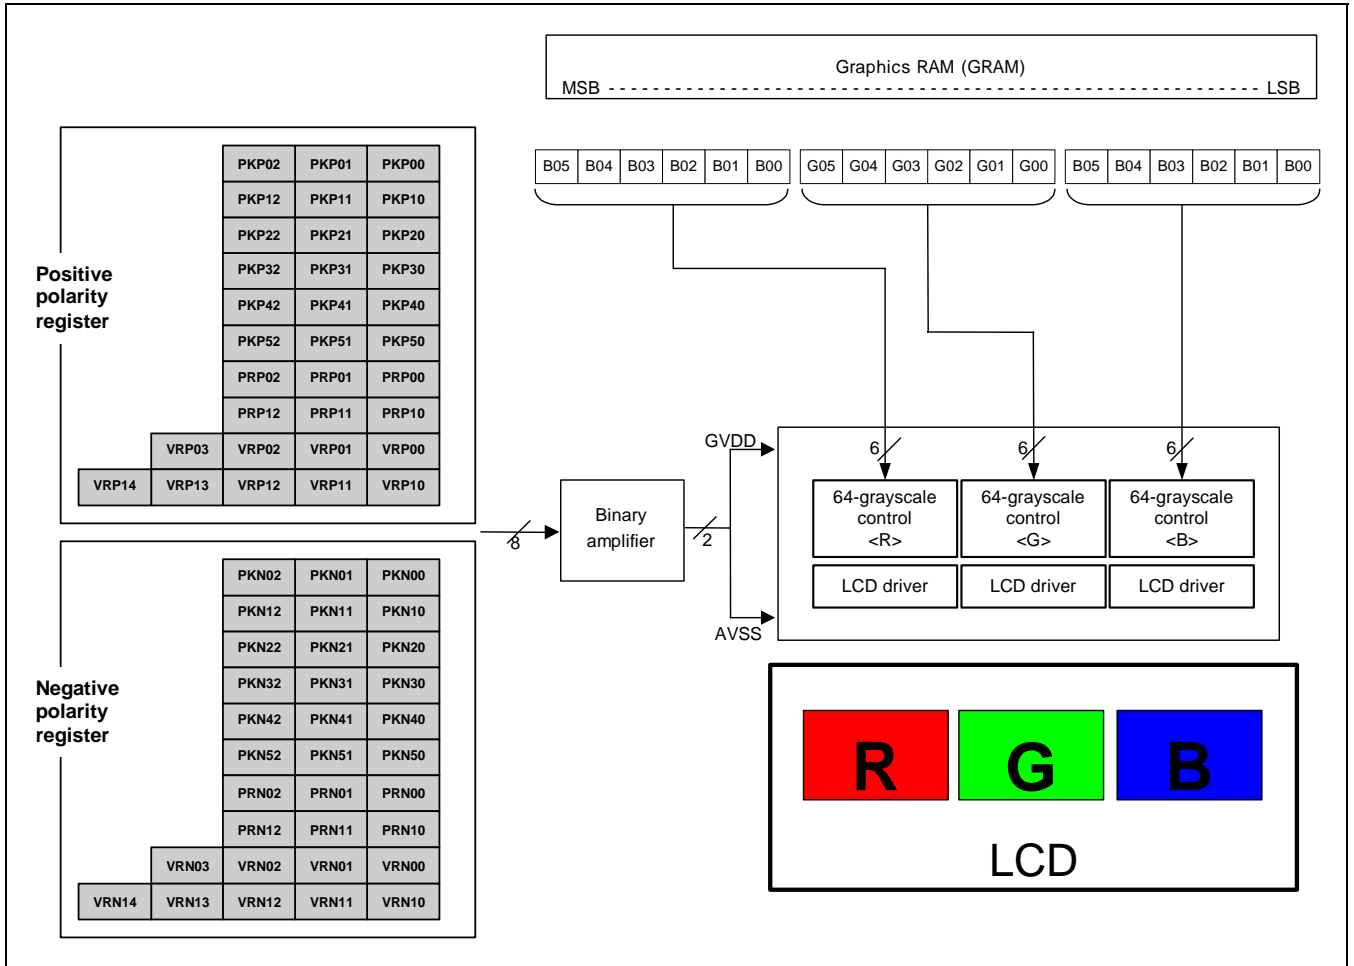 Graphics RAM (GRAM)
MSB - - - - - - - - - - - - - - - - - - - - - - - - - - - - - - - - - - - - - - - - - - - - - - - LSB
B05 B04 B03 B02 B01 B00 G05 G04 G03 G02 G01 G00 B05 B04 B03 B02 B01 B00
Positive
polarity
register
PKP02 PKP01 PKP00
PKP12 PKP11 PKP10
PKP22 PKP21 PKP20
PKP32 PKP31 PKP30
PKP42 PKP41 PKP40
PKP52 PKP51 PKP50
PRP02 PRP01 PRP00
PRP12 PRP11 PRP10
VRP03 VRP02 VRP01 VRP00
VRP14 VRP13 VRP12 VRP11 VRP10
Negative
polarity
register
PKN02 PKN01 PKN00
PKN12 PKN11 PKN10
PKN22 PKN21 PKN20
PKN32 PKN31 PKN30
PKN42 PKN41 PKN40
PKN52 PKN51 PKN50
PRN02 PRN01 PRN00
PRN12 PRN11 PRN10
VRN03 VRN02 VRN01 VRN00
VRN14 VRN13 VRN12 VRN11 VRN10
8
Binary
amplifier
2
GVDD
AVSS
6 6 6
64-grayscale
control
<R>
64-grayscale
control
<G>
64-grayscale
control
<B>
LCD driver LCD driver LCD driver
R G B
LCD